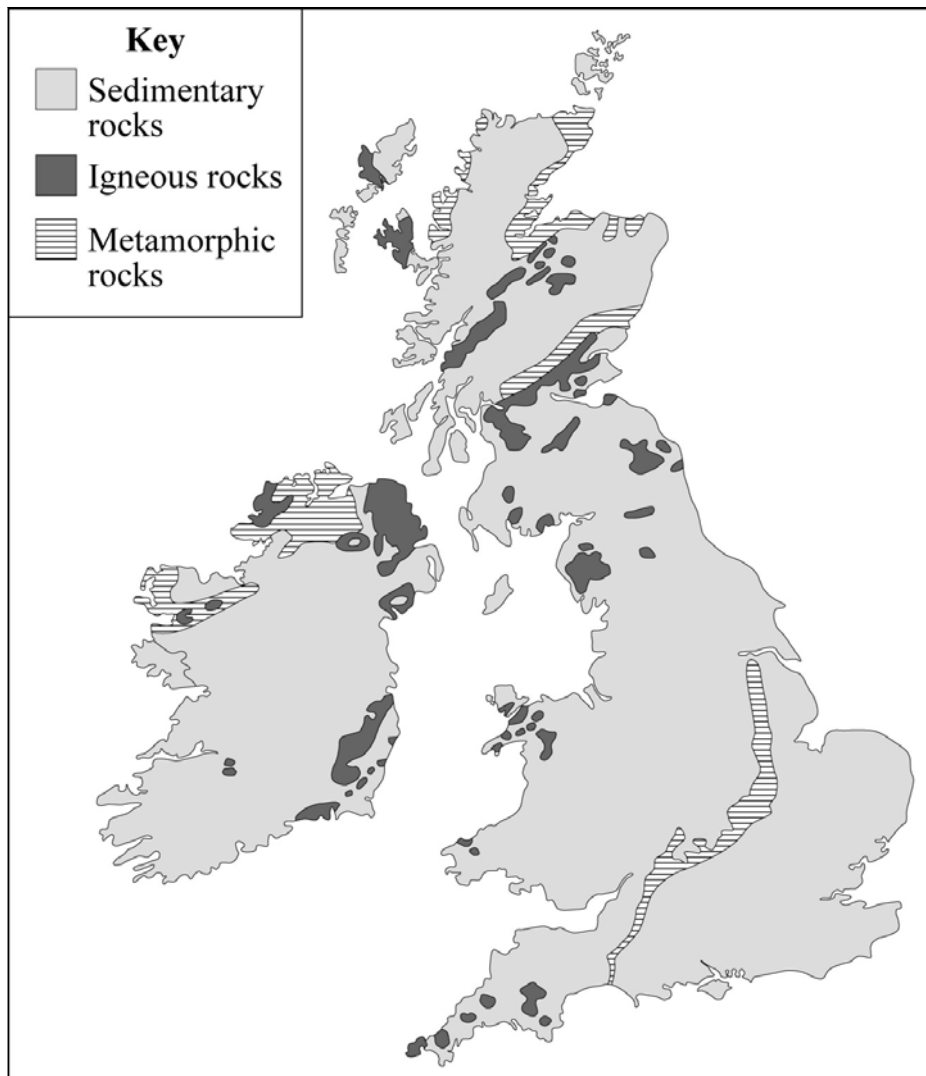 Key
Sedimentary
rocks
Igneous rocks
Metamorphic
rocks